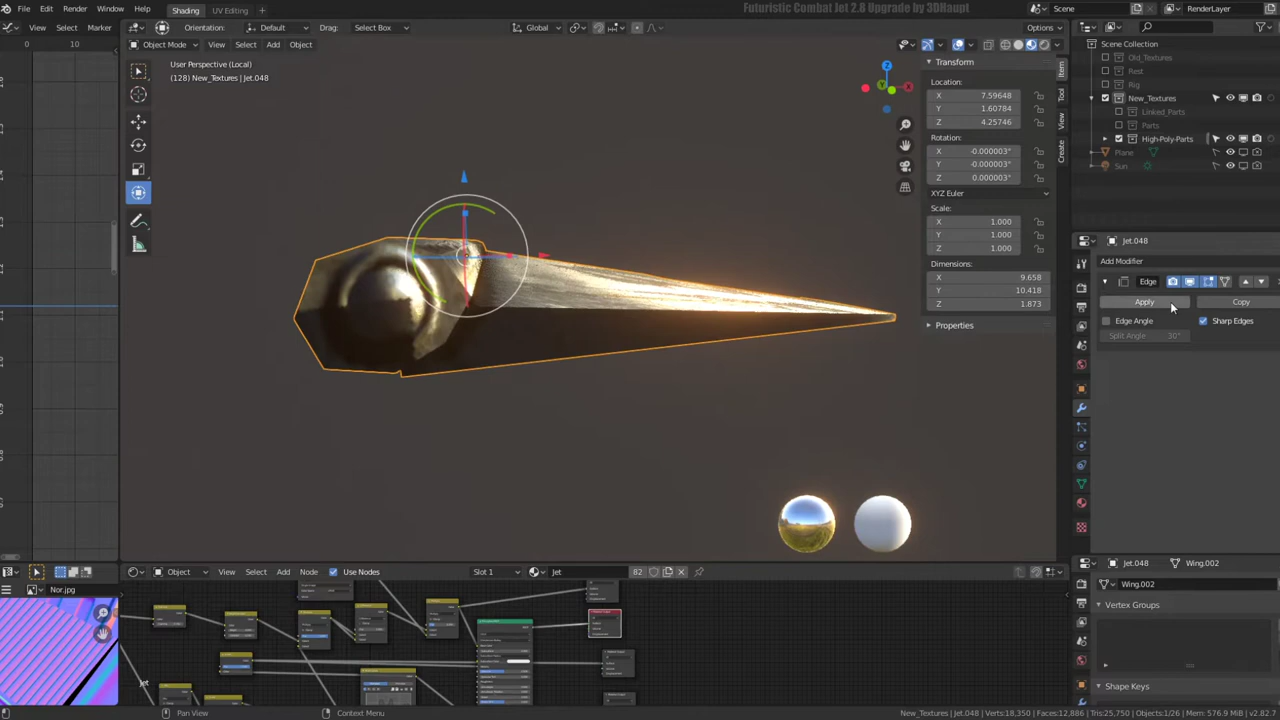 File Edit Render Window Help Shading UV Editing
Futuristic Combat Jet 2.8 Upgrade by 3DHaupt
Scene RenderLayer
View Select Marker
Orientation: Default Drag: Select Box Global Options
0 10
Object Mode View Select Add Object
User Perspective (Local)
(128) New_Textures | Jet.048
Z
X
Y
Transform
Location:
X 7.59648
Y 1.60784
Z 4.25746
Rotation:
X -0.000003°
Y -0.000003°
Z 0.000003°
XYZ Euler
Scale:
X 1.000
Y 1.000
Z 1.000
Dimensions:
X 9.658
Y 10.418
Z 1.873
Properties
Item
Tool
View
Create
Scene Collection
Old_Textures
Rest
Rig
New_Textures
Linked_Parts
Parts
High-Poly-Parts
Plane
Sun
Jet.048
Add Modifier
Edge
Apply Copy
Edge Angle Sharp Edges
Split Angle 30°
Object View Select Add Node Use Nodes Slot 1 Jet 82
Nor.jpg
Jet.048 Wing.002
Wing.002
Vertex Groups
Shape Keys
Pan View Context Menu
New_Textures | Jet.048 | Verts:18,350 | Faces:12,886 | Tris:25,750 | Objects:1/26 | Mem: 576.9 MiB | v2.82.7